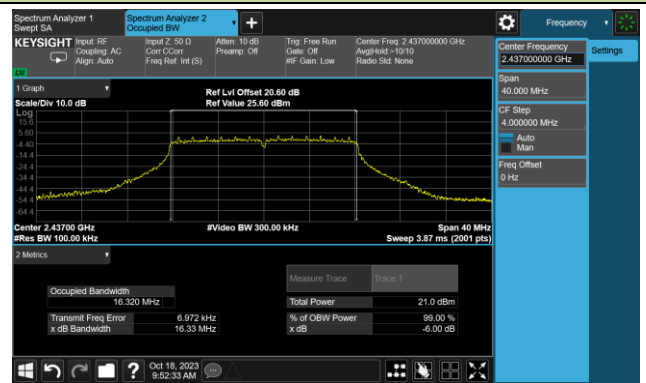 Spectrum Analyzer 1
Swept SA
Spectrum Analyzer 2
Occupied BW
+
Frequency
KEYSIGHT
Input: RF
Coupling: AC
Align: Auto
Input Z: 50 Ω
Corr CCorr
Freq Ref: Int (S)
Atten: 10 dB
Preamp: Off
Trig: Free Run
Gate: Off
#IF Gain: Low
Center Freq: 2.437000000 GHz
Avg|Hold:>10/10
Radio Std: None
Center Frequency
2.437000000 GHz
Settings
Span
40.000 MHz
CF Step
4.000000 MHz
Auto
Man
Freq Offset
0 Hz
1 Graph
Scale/Div 10.0 dB
Ref Lvl Offset 20.60 dB
Ref Value 25.60 dBm
Log
15.6
5.60
-4.40
-14.4
-24.4
-34.4
-44.4
-54.4
-64.4
Center 2.43700 GHz
#Res BW 100.00 kHz
#Video BW 300.00 kHz
Span 40 MHz
Sweep 3.87 ms (2001 pts)
2 Metrics
Measure Trace
Trace 1
Occupied Bandwidth
16.320 MHz
Total Power
21.0 dBm
Transmit Freq Error
6.972 kHz
% of OBW Power
99.00 %
x dB Bandwidth
16.33 MHz
x dB
-6.00 dB
?
Oct 18, 2023
9:52:33 AM